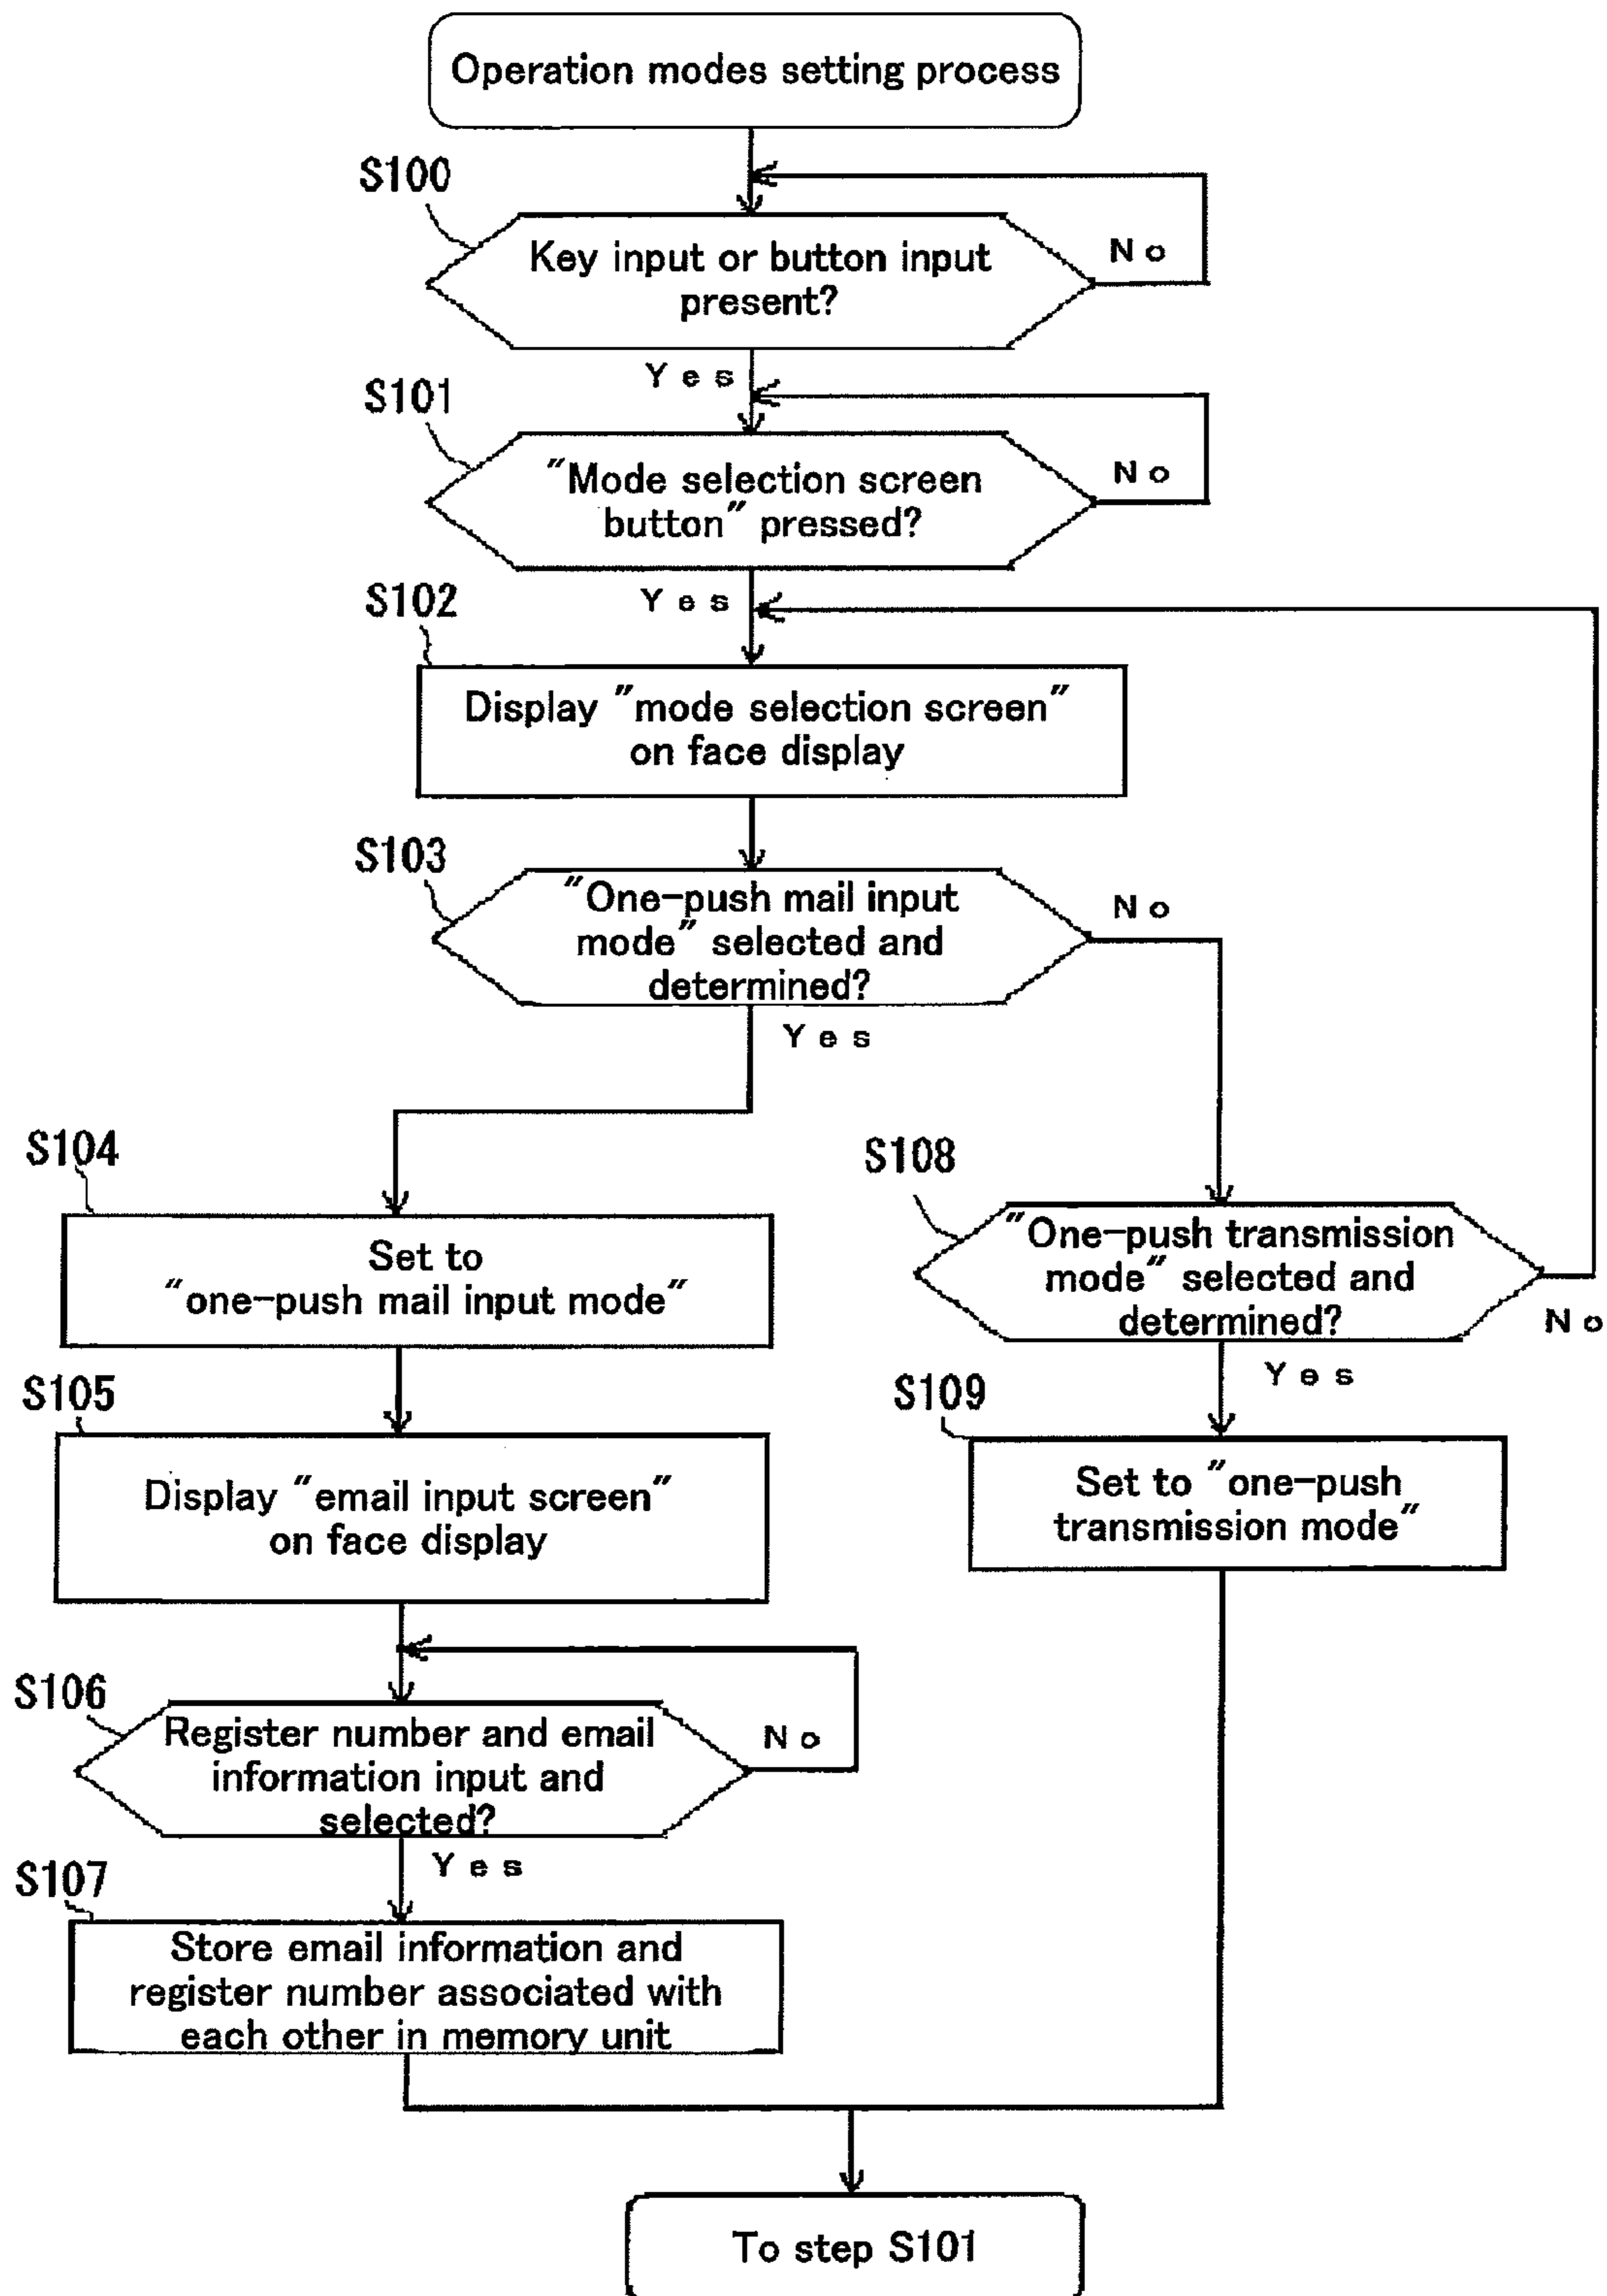 Operation modes setting process
S100
Key input or button input
present?
No
Yes
S101
"Mode selection screen
button" pressed?
No
Yes
S102
Display "mode selection screen"
on face display
S103
"One-push mail input
mode" selected and
determined?
No
Yes
S104
Set to
"one-push mail input mode"
S108
"One-push transmission
mode" selected and
determined?
No
Yes
S105
Display "email input screen"
on face display
S109
Set to "one-push
transmission mode"
S106
Register number and email
information input and
selected?
No
Yes
S107
Store email information and
register number associated with
each other in memory unit
To step S101